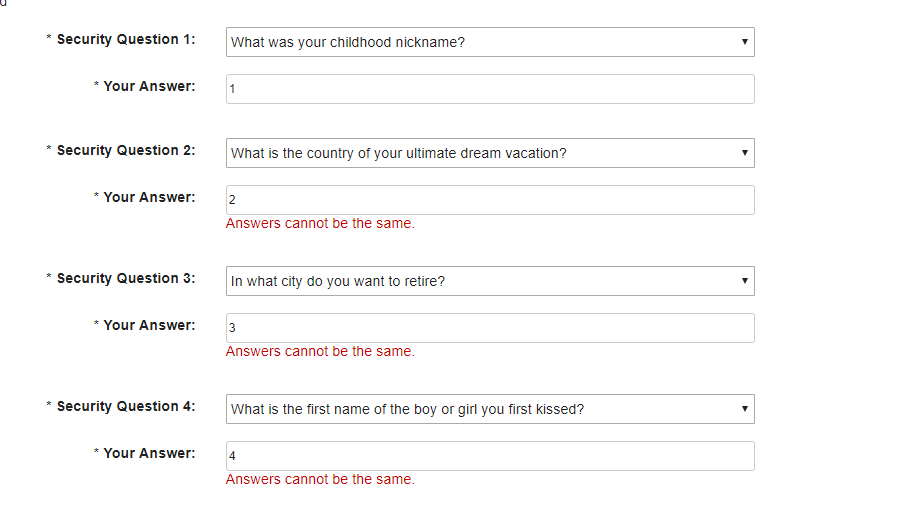 * Security Question 1: What was your childhood nickname?
* Your Answer: 1
* Security Question 2: What is the country of your ultimate dream vacation?
* Your Answer: 2
Answers cannot be the same.
* Security Question 3: In what city do you want to retire?
* Your Answer: 3
Answers cannot be the same.
* Security Question 4: What is the first name of the boy or girl you first kissed?
* Your Answer: 4
Answers cannot be the same.